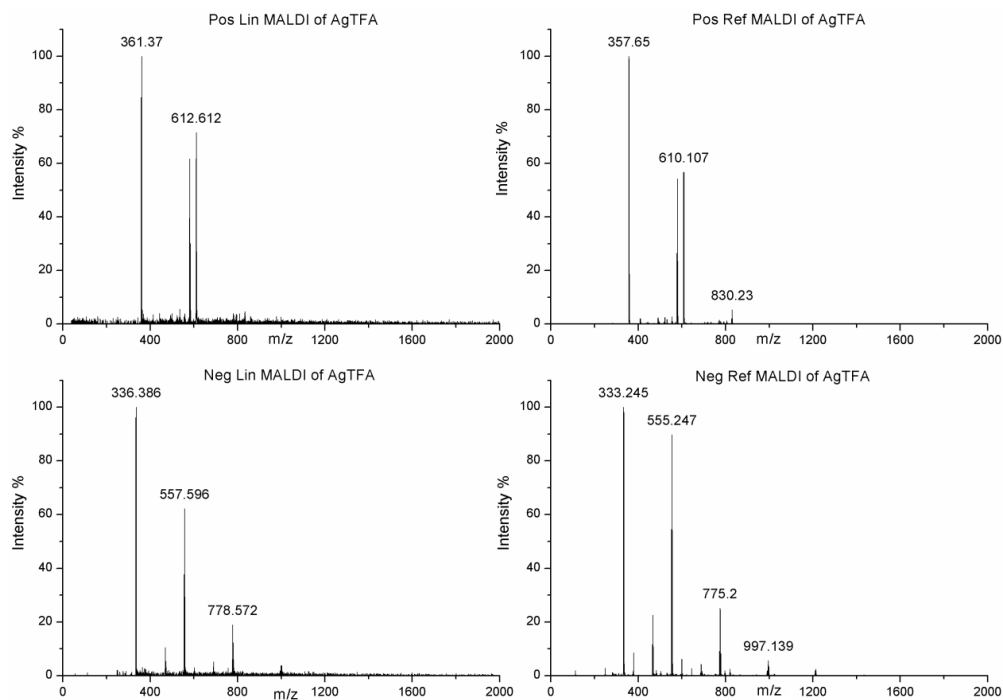 Pos Lin MALDI of AgTFA
361.37
612.612
Intensity %
100
80
60
40
20
0
0 400 800 1200 1600 2000
m/z
Pos Ref MALDI of AgTFA
357.65
610.107
830.23
Intensity %
100
80
60
40
20
0
0 400 800 1200 1600 2000
m/z
Neg Lin MALDI of AgTFA
336.386
557.596
778.572
Intensity %
100
80
60
40
20
0
0 400 800 1200 1600 2000
m/z
Neg Ref MALDI of AgTFA
333.245
555.247
775.2
997.139
Intensity %
100
80
60
40
20
0
0 400 800 1200 1600 2000
m/z